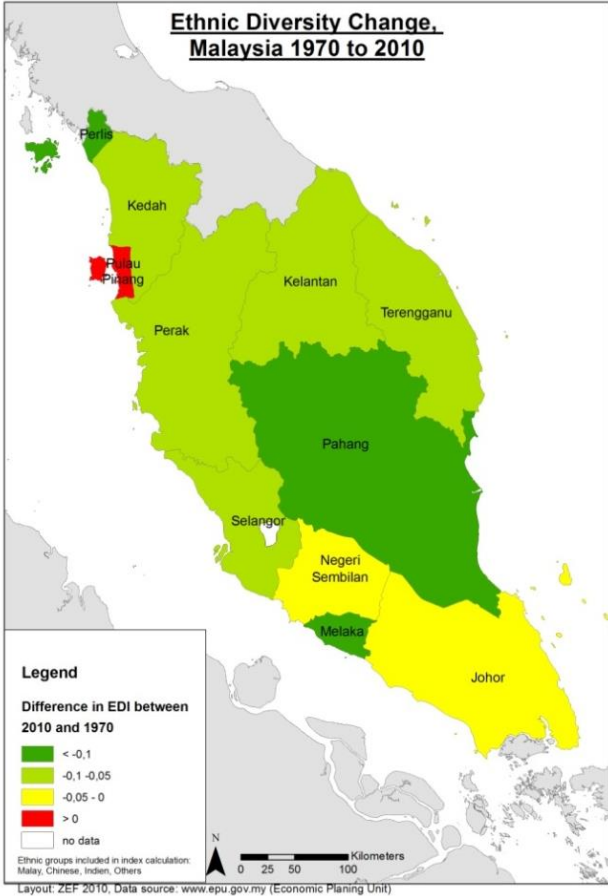 Ethnic Diversity Change,
Malaysia 1970 to 2010
Perlis
Kedah
Pulau
Pinang
Kelantan
Terengganu
Perak
Pahang
Selangor
Negeri
Sembilan
Melaka
Johor
Legend
Difference in EDI between
2010 and 1970
< -0,1
-0,1 -0,05
-0,05 - 0
> 0
no data
Ethnic groups included in index calculation:
Malay, Chinese, Indien, Others
N
Kilometers
0 25 50 100
Layout: ZEF 2010, Data source: www.epu.gov.my (Economic Planing Unit)